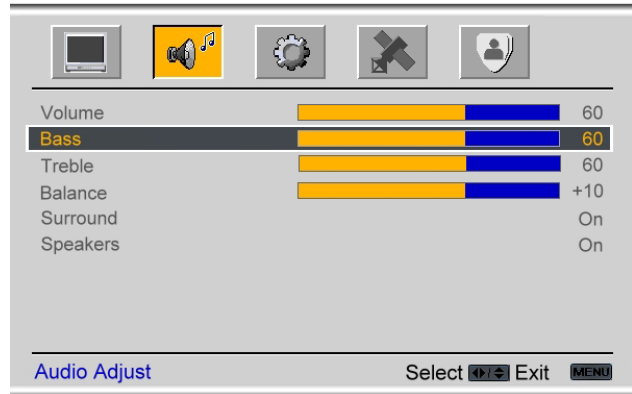 Volume 60
Bass 60
Treble 60
Balance +10
Surround On
Speakers On
Audio Adjust Select Exit MENU